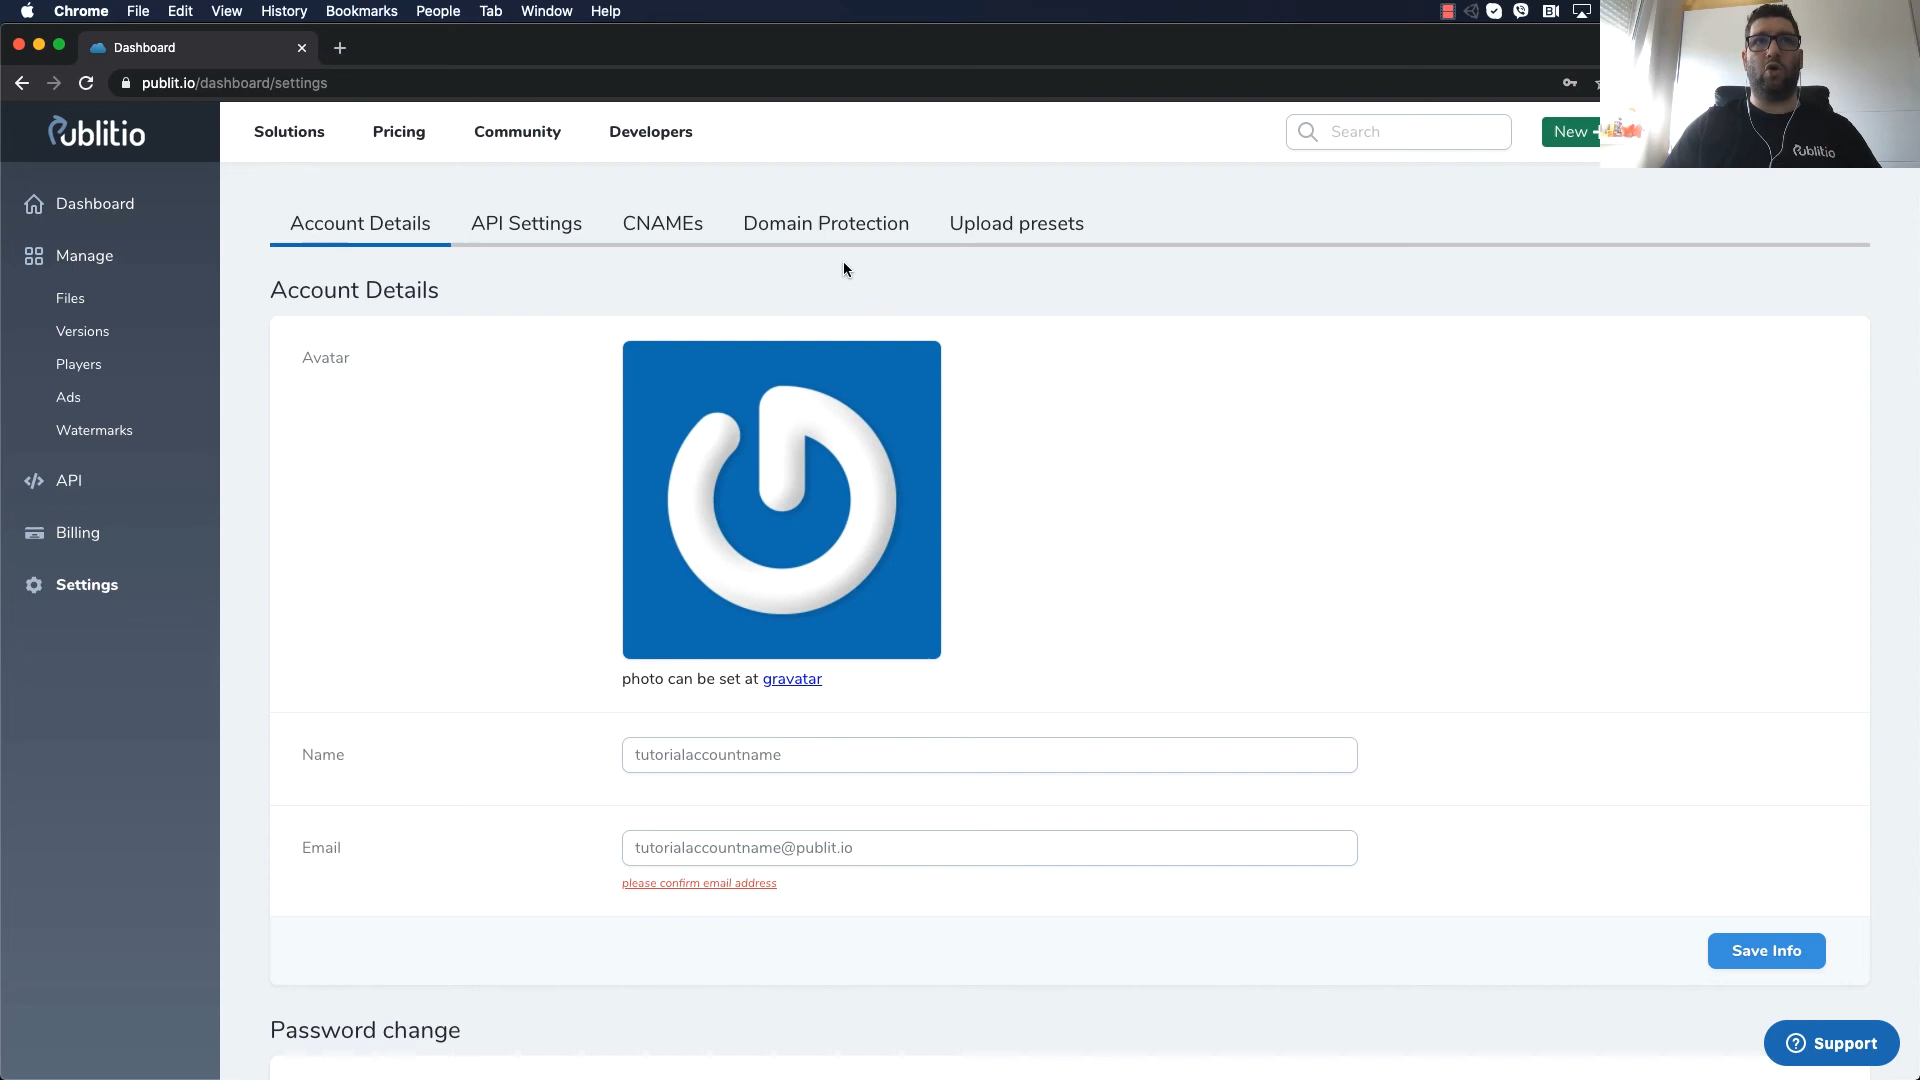 Chrome File Edit View History Bookmarks People Tab Window Help
Dashboard
publit.io/dashboard/settings
Publitio
Solutions Pricing Community Developers
Search
New +
Publitio
Dashboard
Manage
Files
Versions
Players
Ads
Watermarks
API
Billing
Settings
Account Details API Settings CNAMEs Domain Protection Upload presets
Account Details
Avatar
photo can be set at gravatar
Name
tutorialaccountname
Email
tutorialaccountname@publit.io
please confirm email address
Save Info
Password change
Support